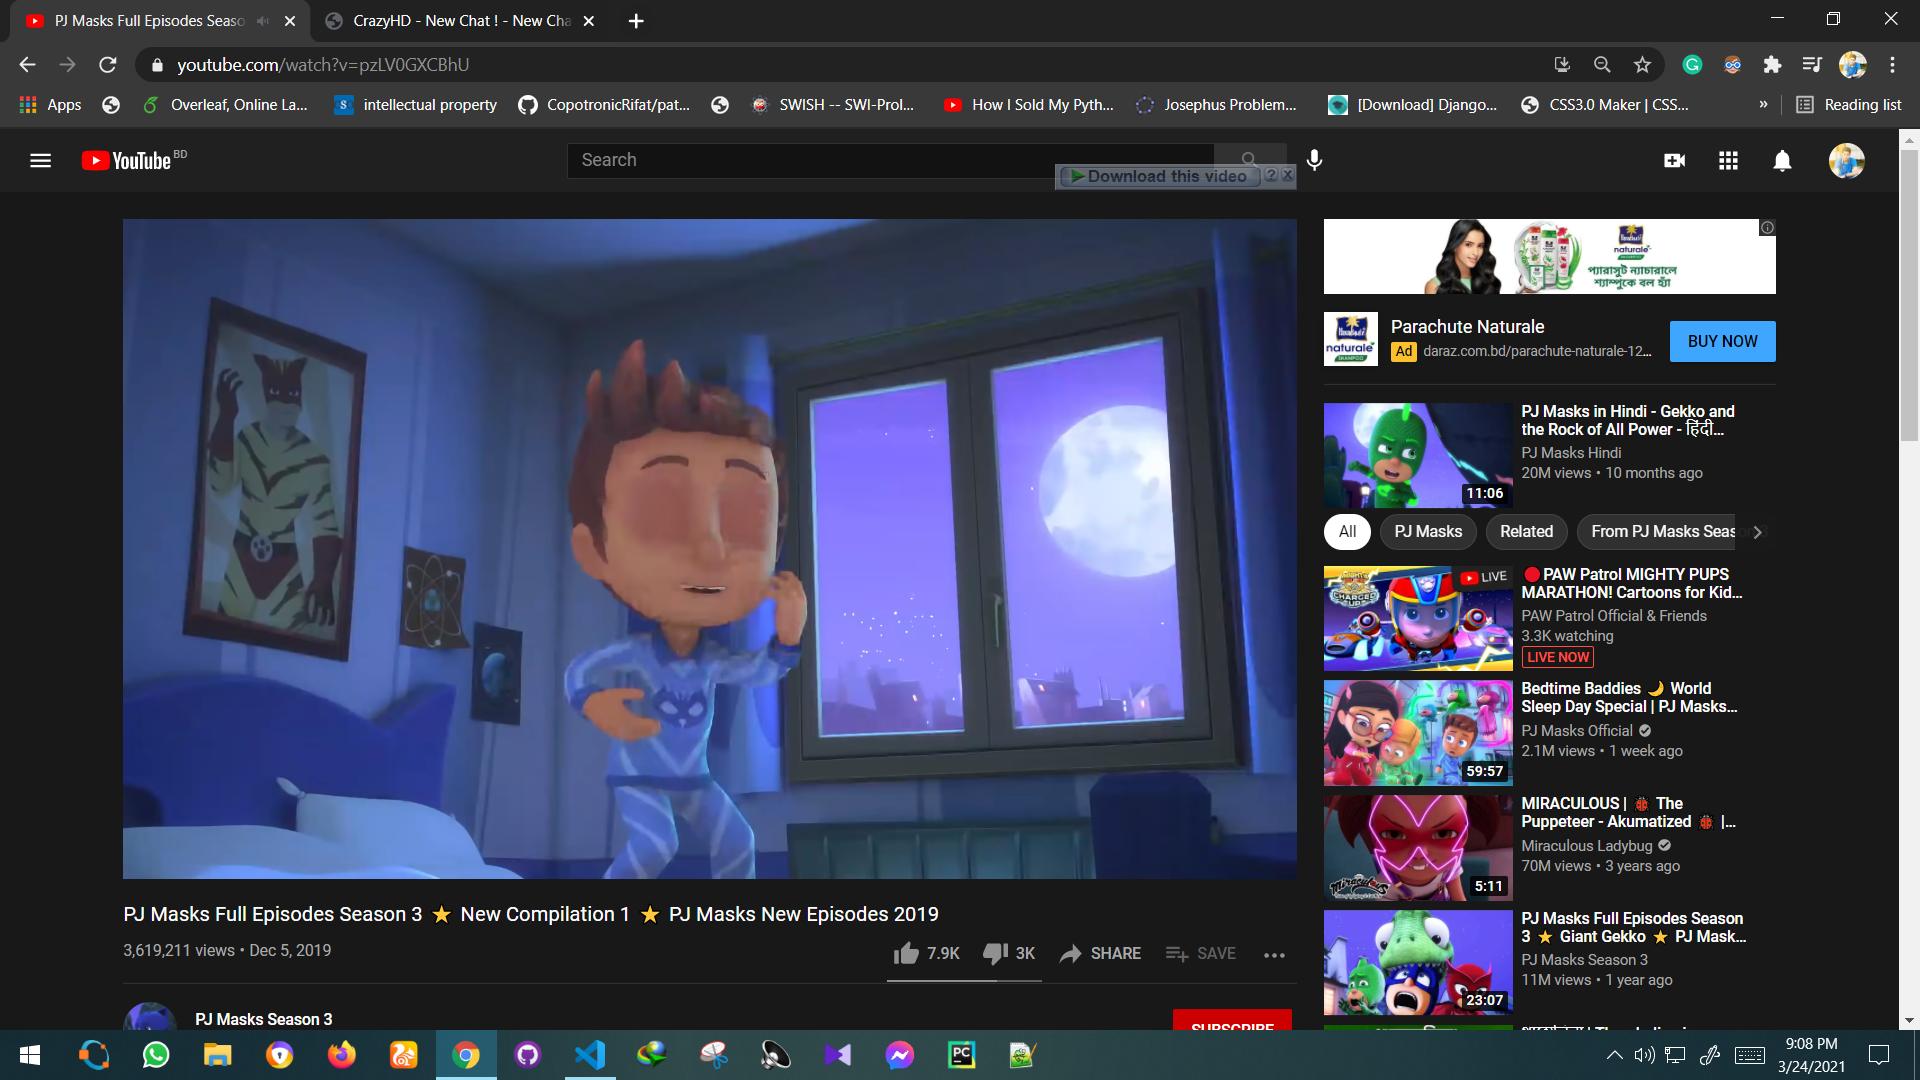 PJ Masks Full Episodes Seaso
CrazyHD - New Chat ! - New Cha
youtube.com/watch?v=pzLV0GXCBhU
Apps
Overleaf, Online La...
intellectual property
CopotronicRifat/pat...
SWISH -- SWI-Prol...
How I Sold My Pyth...
Josephus Problem...
[Download] Django...
CSS3.0 Maker | CSS...
»
Reading list
YouTube BD
Search
Download this video
naturale
প্যারাসুট ন্যাচারালে
শ্যাম্পুকে বল হ্যাঁ
naturale
SHAMPOO
Parachute Naturale
Ad daraz.com.bd/parachute-naturale-12...
BUY NOW
PJ Masks in Hindi - Gekko and
the Rock of All Power - हिंदी...
PJ Masks Hindi
20M views • 10 months ago
11:06
All
PJ Masks
Related
From PJ Masks Season 3
LIVE
CHARGED UP
PAW Patrol MIGHTY PUPS
MARATHON! Cartoons for Kid...
PAW Patrol Official & Friends
3.3K watching
LIVE NOW
Bedtime Baddies 🌙 World
Sleep Day Special | PJ Masks...
PJ Masks Official
2.1M views • 1 week ago
59:57
MIRACULOUS | 🐞 The
Puppeteer - Akumatized 🐞 |...
Miraculous Ladybug
70M views • 3 years ago
Miraculous
5:11
PJ Masks Full Episodes Season
3 ⭐ Giant Gekko ⭐ PJ Mask...
PJ Masks Season 3
11M views • 1 year ago
23:07
PJ Masks Full Episodes Season 3 ⭐ New Compilation 1 ⭐ PJ Masks New Episodes 2019
3,619,211 views • Dec 5, 2019
7.9K
3K
SHARE
SAVE
PJ Masks Season 3
SUBSCRIBE
PC
9:08 PM
3/24/2021